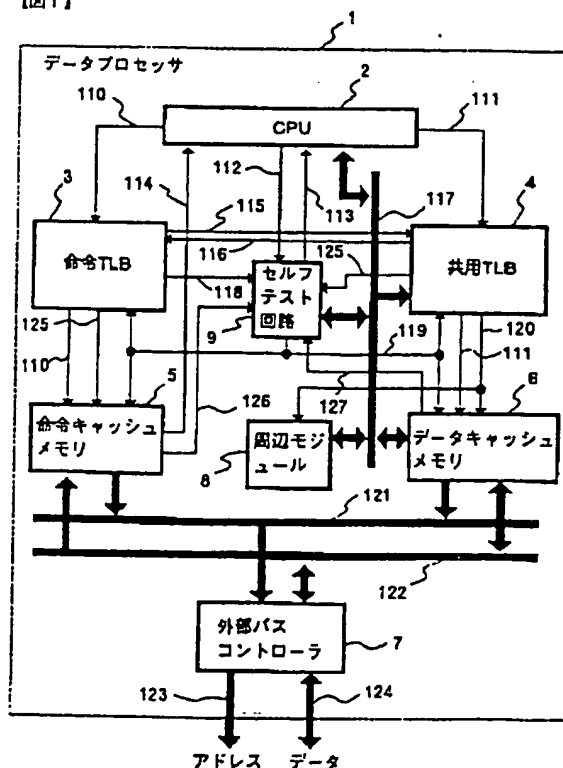 【図1】
1
データプロセッサ
2
110
CPU
111
3
114
112
113
117
4
115
116
命令TLB
118
セルフ
テスト
回路
9
125
共用TLB
125
110
119
120
111
5
126
127
6
命令キャッシュ
メモリ
周辺モジ
ュール
8
データキャッシュ
メモリ
121
122
外部バス
コントローラ
7
123
124
アドレス
データ